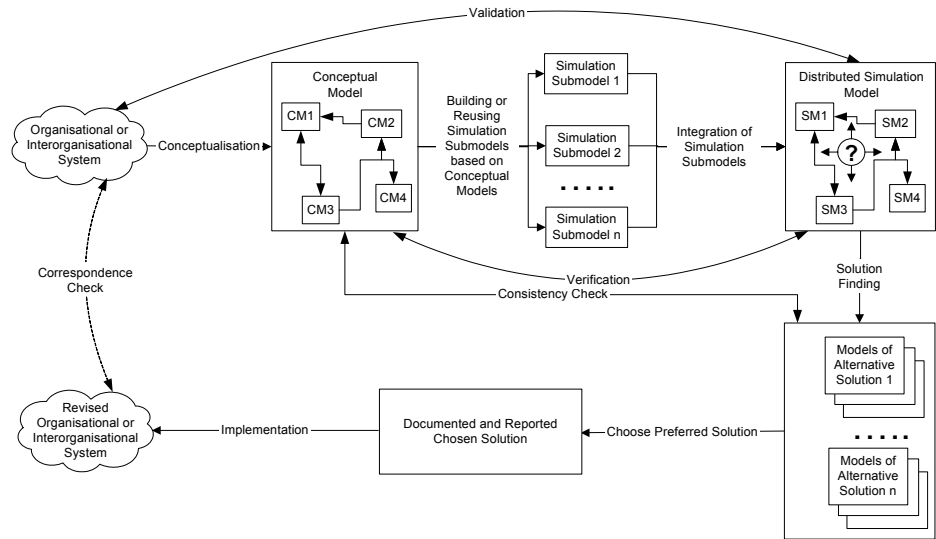 Validation
Organisational or
Interorganisational
System
Conceptualisation
Conceptual
Model
CM1
CM2
CM3
CM4
Building or
Reusing
Simulation
Submodels
based on
Conceptual
Models
Simulation
Submodel 1
Simulation
Submodel 2
.....
Simulation
Submodel n
Integration of
Simulation
Submodels
Distributed Simulation
Model
SM1
SM2
?
SM3
SM4
Correspondence
Check
Verification
Consistency Check
Solution
Finding
Models of
Alternative
Solution 1
.....
Models of
Alternative
Solution n
Choose Preferred Solution
Documented and Reported
Chosen Solution
Implementation
Revised
Organisational or
Interorganisational
System